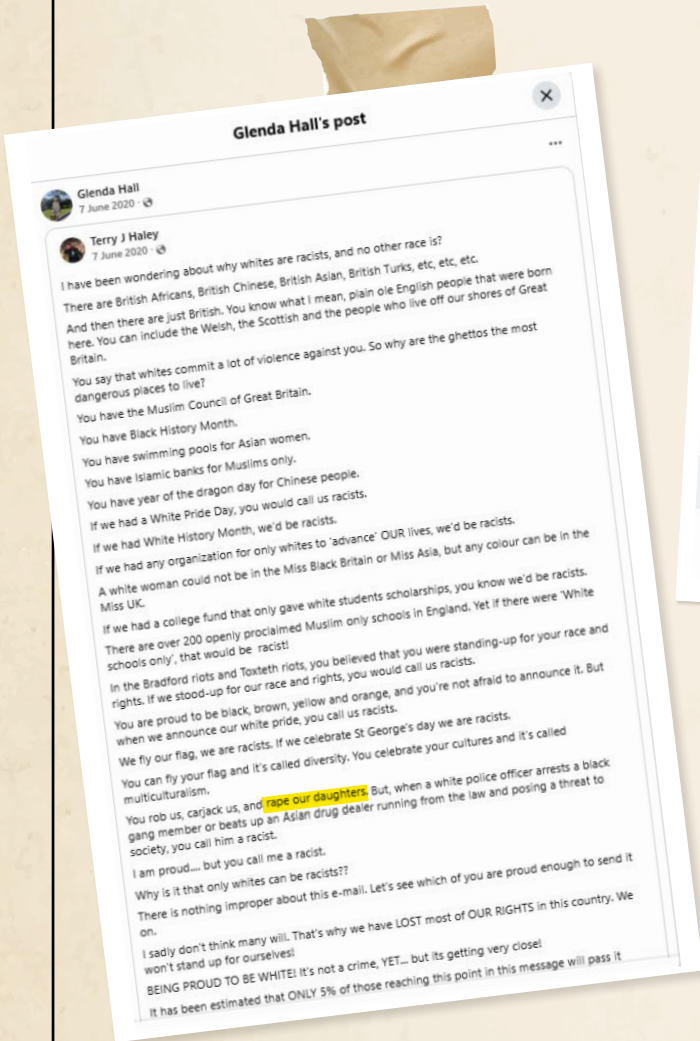 Glenda Hall's post
Glenda Hall
7 June 2020 ·
Terry J Haley
7 June 2020 ·
I have been wondering about why whites are racists, and no other race is?
There are British Africans, British Chinese, British Asian, British Turks, etc, etc, etc.
And then there are just British. You know what I mean, plain ole English people that were born
here. You can include the Welsh, the Scottish and the people who live off our shores of Great
Britain.
You say that whites commit a lot of violence against you. So why are the ghettos the most
dangerous places to live?
You have the Muslim Council of Great Britain.
You have Black History Month.
You have swimming pools for Asian women.
You have Islamic banks for Muslims only.
You have year of the dragon day for Chinese people.
If we had a White Pride Day, you would call us racists.
If we had White History Month, we'd be racists.
If we had any organization for only whites to 'advance' OUR lives, we'd be racists.
A white woman could not be in the Miss Black Britain or Miss Asia, but any colour can be in the
Miss UK.
If we had a college fund that only gave white students scholarships, you know we'd be racists.
There are over 200 openly proclaimed Muslim only schools in England. Yet if there were 'White
schools only', that would be racist!
In the Bradford riots and Toxteth riots, you believed that you were standing-up for your race and
rights. If we stood-up for our race and rights, you would call us racists.
You are proud to be black, brown, yellow and orange, and you're not afraid to announce it. But
when we announce our white pride, you call us racists.
We fly our flag, we are racists. If we celebrate St George's day we are racists.
You can fly your flag and it's called diversity. You celebrate your cultures and it's called
multiculturalism.
You rob us, carjack us, and rape our daughters. But, when a white police officer arrests a black
gang member or beats up an Asian drug dealer running from the law and posing a threat to
society, you call him a racist.
I am proud.... but you call me a racist.
Why is it that only whites can be racists??
There is nothing improper about this e-mail. Let's see which of you are proud enough to send it
on.
I sadly don't think many will. That's why we have LOST most of OUR RIGHTS in this country. We
won't stand up for ourselves!
BEING PROUD TO BE WHITE! It's not a crime, YET... but its getting very close!
It has been estimated that ONLY 5% of those reaching this point in this message will pass it